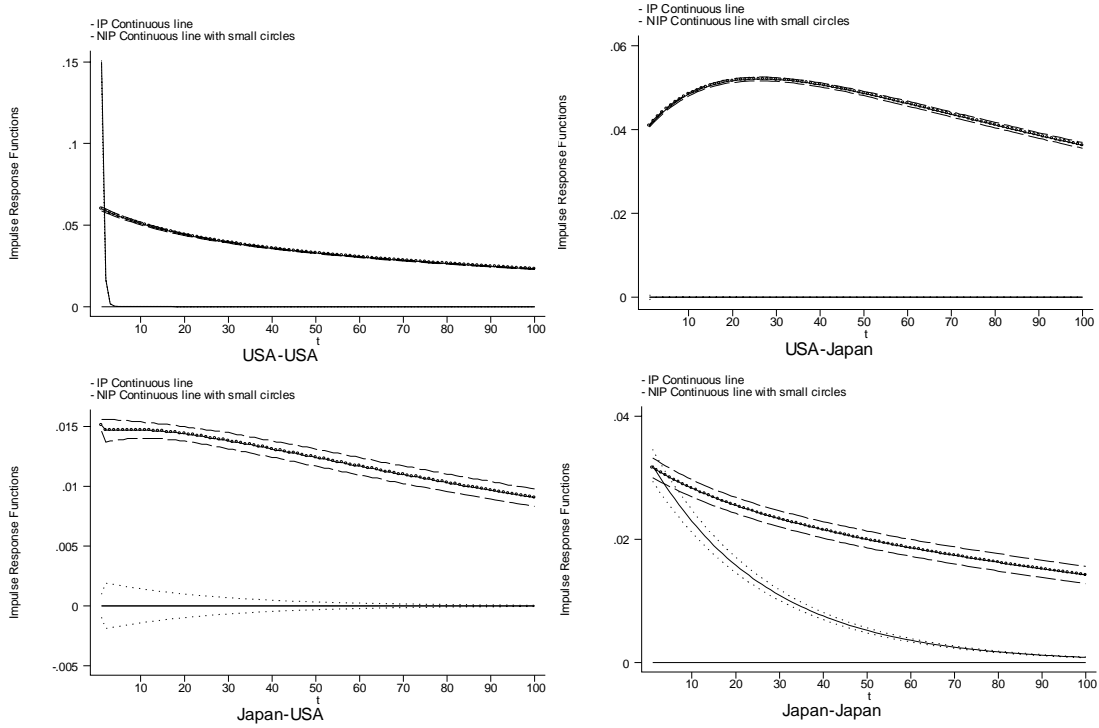 - IP Continuous line
- NIP Continuous line with small circles
Impulse Response Functions
.15
.1
.05
0
10 20 30 40 50 60 70 80 90 100
t
USA-USA
- IP Continuous line
- NIP Continuous line with small circles
Impulse Response Functions
.06
.04
.02
0
10 20 30 40 50 60 70 80 90 100
t
USA-Japan
- IP Continuous line
- NIP Continuous line with small circles
Impulse Response Functions
.015
.01
.005
0
-.005
10 20 30 40 50 60 70 80 90 100
t
Japan-USA
- IP Continuous line
- NIP Continuous line with small circles
Impulse Response Functions
.04
.02
0
10 20 30 40 50 60 70 80 90 100
t
Japan-Japan